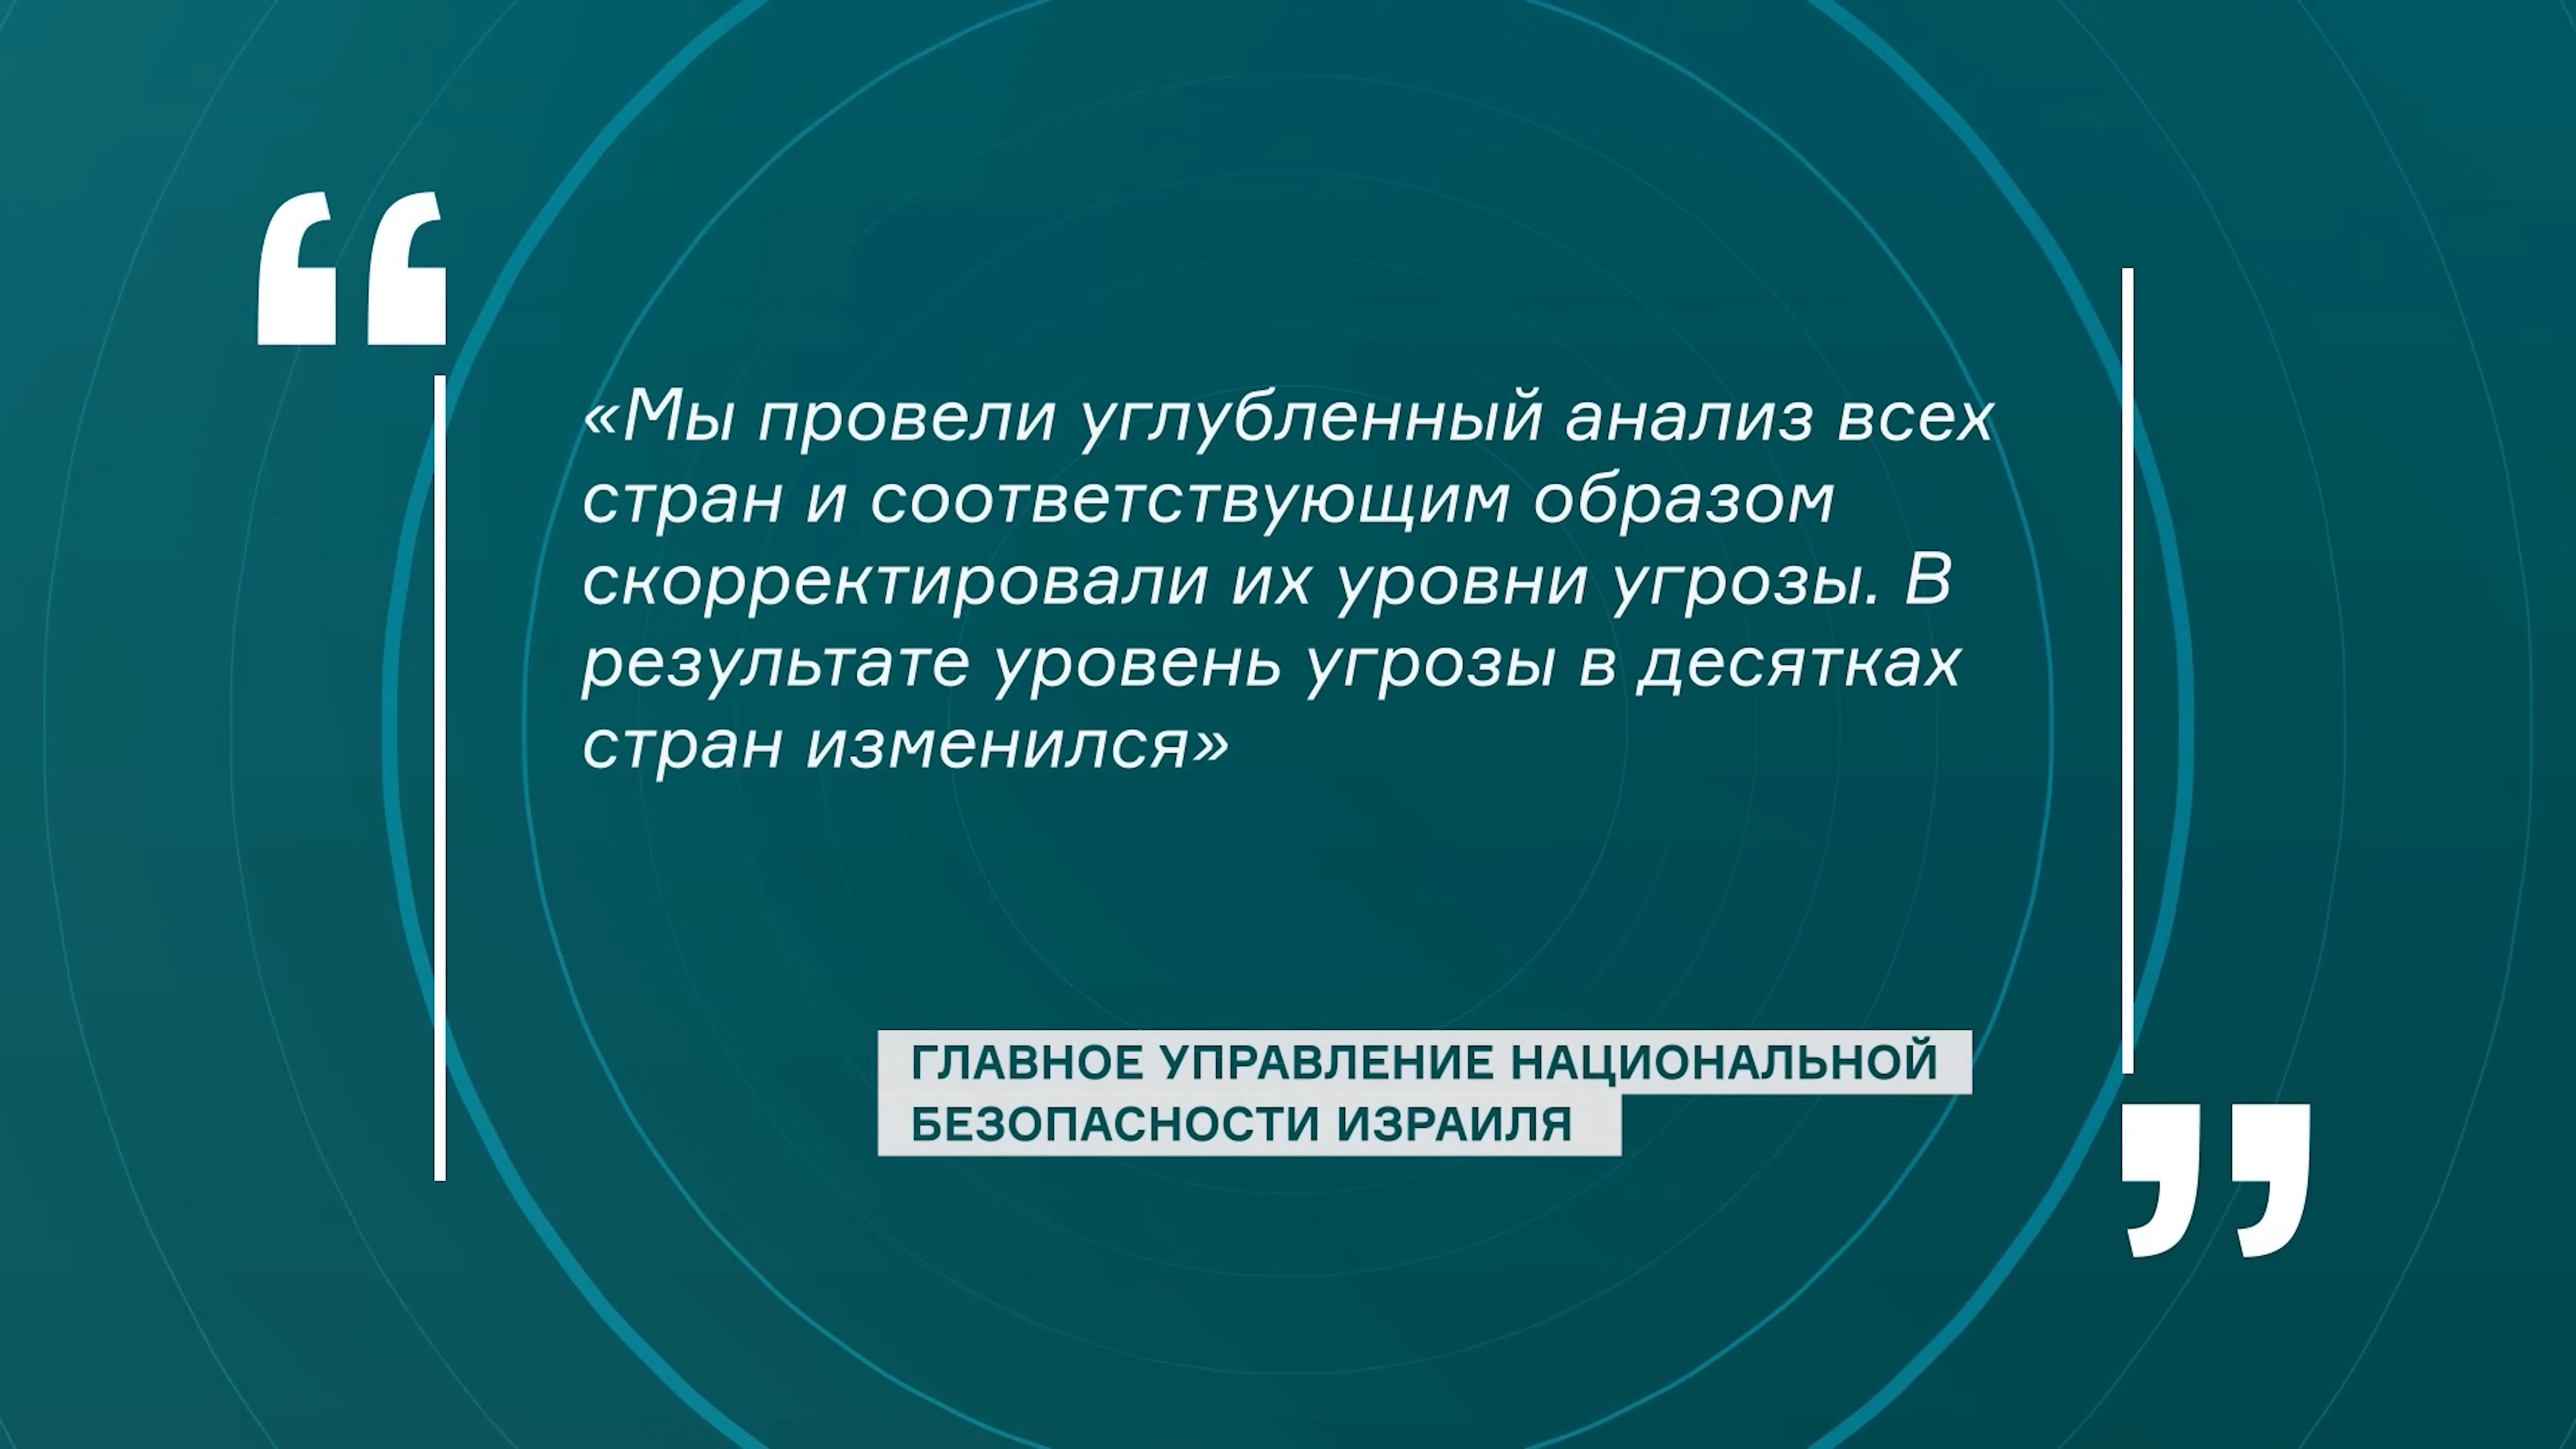 «Мы провели углубленный анализ всех
стран и соответствующим образом
скорректировали их уровни угрозы. В
результате уровень угрозы в десятках
стран изменился»
ГЛАВНОЕ УПРАВЛЕНИЕ НАЦИОНАЛЬНОЙ
БЕЗОПАСНОСТИ ИЗРАИЛЯ